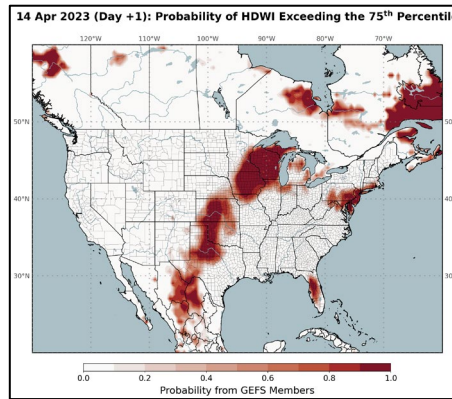 14 Apr 2023 (Day +1): Probability of HDWI Exceeding the 75th Percentile
120°W 110°W 100°W 90°W 80°W 70°W
50°N 50°N
40°N 40°N
30°N 30°N
0.0 0.2 0.4 0.6 0.8 1.0
Probability from GEFS Members